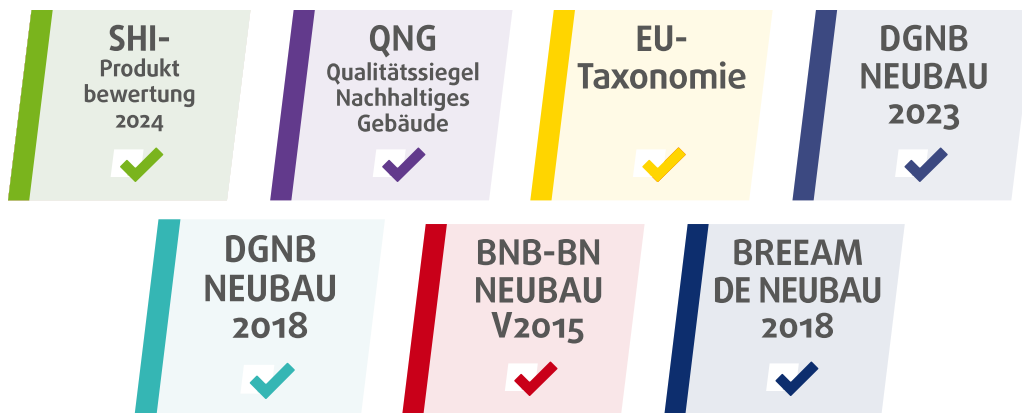 SHI-
Produkt
bewertung
2024
QNG
Qualitätssiegel
Nachhaltiges
Gebäude
EU-
Taxonomie
DGNB
NEUBAU
2023
DGNB
NEUBAU
2018
BNB-BN
NEUBAU
V2015
BREEAM
DE NEUBAU
2018